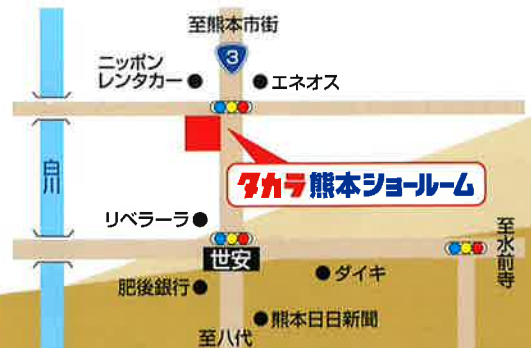 至熊本市街
3
ニッポン
レンタカー
エネオス
白川
タカラ熊本ショールーム
リベラーラ
世安
至水前寺
肥後銀行
ダイキ
熊本日日新聞
至八代